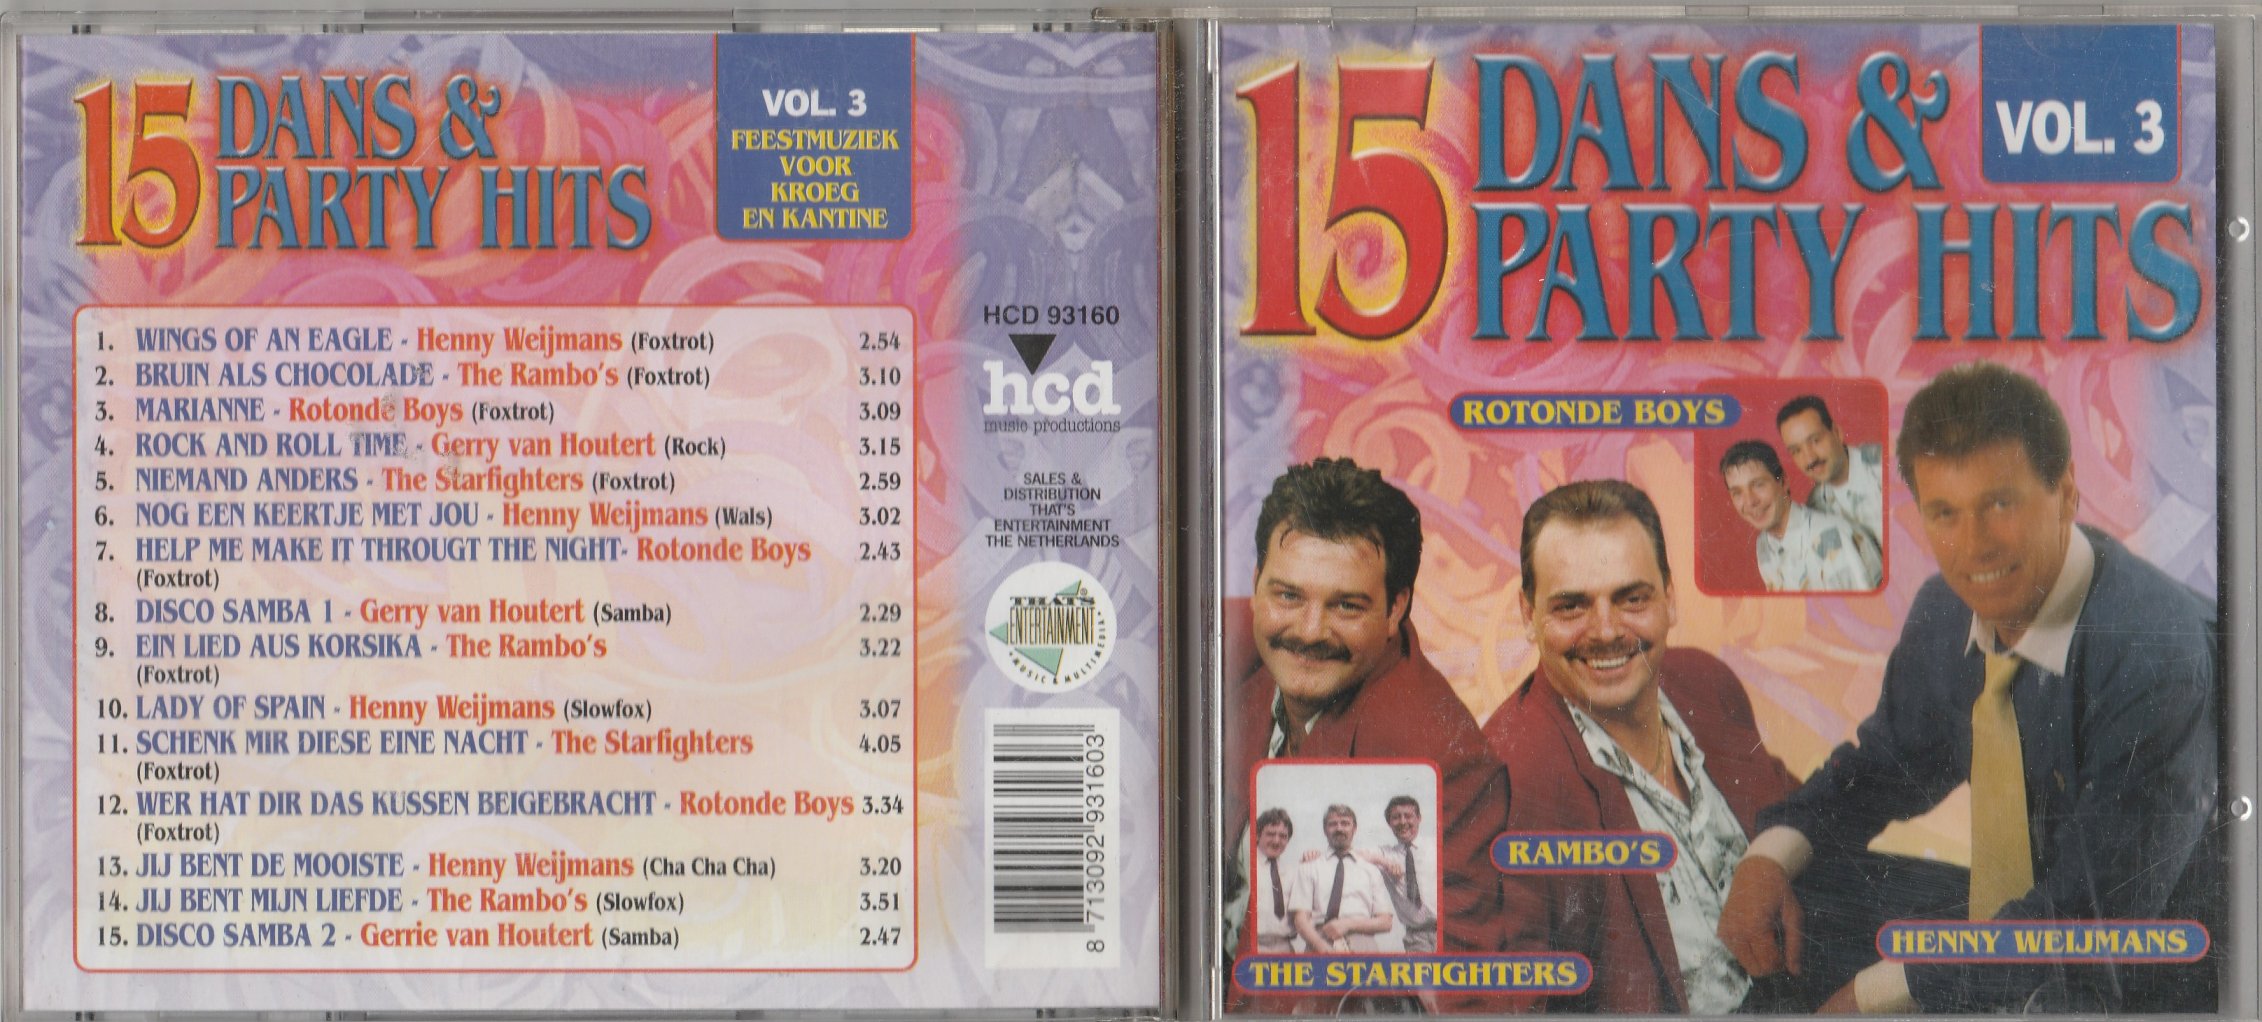 15 DANS &
PARTY HITS
VOL. 3
FEESTMUZIEK
VOOR
KROEG
EN KANTINE
1. WINGS OF AN EAGLE - Henny Weijmans (Foxtrot) 2.54
2. BRUIN ALS CHOCOLADE - The Rambo's (Foxtrot) 3.10
3. MARIANNE - Rotonde Boys (Foxtrot) 3.09
4. ROCK AND ROLL TIME - Gerry van Houtert (Rock) 3.15
5. NIEMAND ANDERS - The Starfighters (Foxtrot) 2.59
6. NOG EEN KEERTJE MET JOU - Henny Weijmans (Wals) 3.02
7. HELP ME MAKE IT THROUGT THE NIGHT- Rotonde Boys 2.43
(Foxtrot)
8. DISCO SAMBA 1 - Gerry van Houtert (Samba) 2.29
9. EIN LIED AUS KORSIKA - The Rambo's 3.22
(Foxtrot)
10. LADY OF SPAIN - Henny Weijmans (Slowfox) 3.07
11. SCHENK MIR DIESE EINE NACHT - The Starfighters 4.05
(Foxtrot)
12. WER HAT DIR DAS KUSSEN BEIGEBRACHT - Rotonde Boys 3.34
(Foxtrot)
13. JIJ BENT DE MOOISTE - Henny Weijmans (Cha Cha Cha) 3.20
14. JIJ BENT MIJN LIEFDE - The Rambo's (Slowfox) 3.51
15. DISCO SAMBA 2 - Gerrie van Houtert (Samba) 2.47
HCD 93160
hcd
music productions
SALES &
DISTRIBUTION
THAT'S
ENTERTAINMENT
THE NETHERLANDS
THAT'S®
ENTERTAINMENT
• MUSIC & MULTIMEDIA •
8 713092 931603
15 DANS &
PARTY HITS
VOL. 3
ROTONDE BOYS
RAMBO'S
HENNY WEIJMANS
THE STARFIGHTERS